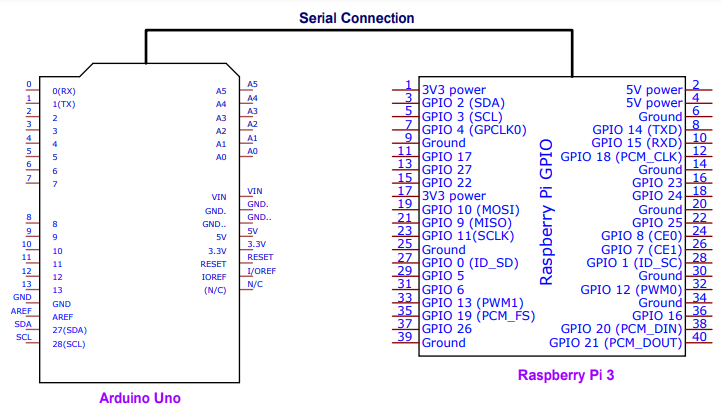 Serial Connection
0 0(RX) A5 A5
1 1(TX) A4 A4
2 2 A3 A3
3 3 A2 A2
4 4 A1 A1
5 5 A0 A0
6 6
7 7
VIN VIN
GND. GND.
8 8 GND.. GND..
9 9 5V 5V
10 10 3.3V 3.3V
11 11 RESET RESET
12 12 IOREF I/OREF
13 13 (N/C) N/C
GND GND
AREF AREF
SDA 27(SDA)
SCL 28(SCL)
Arduino Uno
1 3V3 power 5V power 2
3 GPIO 2 (SDA) 5V power 4
5 GPIO 3 (SCL) Ground 6
7 GPIO 4 (GPCLK0) GPIO 14 (TXD) 8
9 Ground GPIO 15 (RXD) 10
11 GPIO 17 GPIO 18 (PCM_CLK) 12
13 GPIO 27 Ground 14
15 GPIO 22 GPIO 23 16
17 3V3 power GPIO 24 18
19 GPIO 10 (MOSI) Ground 20
21 GPIO 9 (MISO) GPIO 25 22
23 GPIO 11(SCLK) GPIO 8 (CE0) 24
25 Ground GPIO 7 (CE1) 26
27 GPIO 0 (ID_SD) GPIO 1 (ID_SC) 28
29 GPIO 5 Ground 30
31 GPIO 6 GPIO 12 (PWM0) 32
33 GPIO 13 (PWM1) Ground 34
35 GPIO 19 (PCM_FS) GPIO 16 36
37 GPIO 26 GPIO 20 (PCM_DIN) 38
39 Ground GPIO 21 (PCM_DOUT) 40
Raspberry Pi GPIO
Raspberry Pi 3